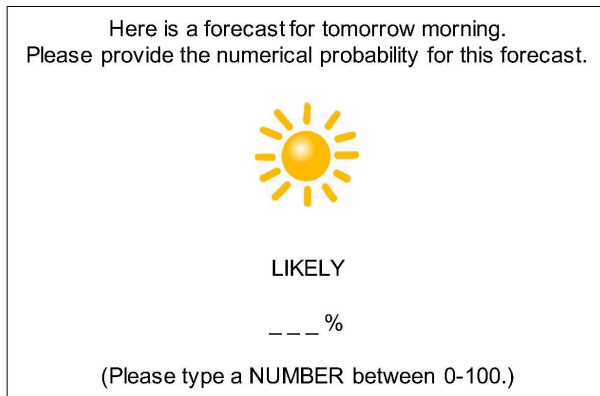 Here is a forecast for tomorrow morning.
Please provide the numerical probability for this forecast.
LIKELY
_ _ _ %
(Please type a NUMBER between 0-100.)